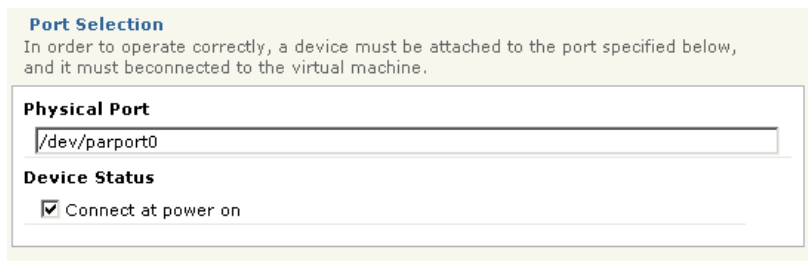 Port Selection
In order to operate correctly, a device must be attached to the port specified below,
and it must beconnected to the virtual machine.
Physical Port
/dev/parport0
Device Status
Connect at power on